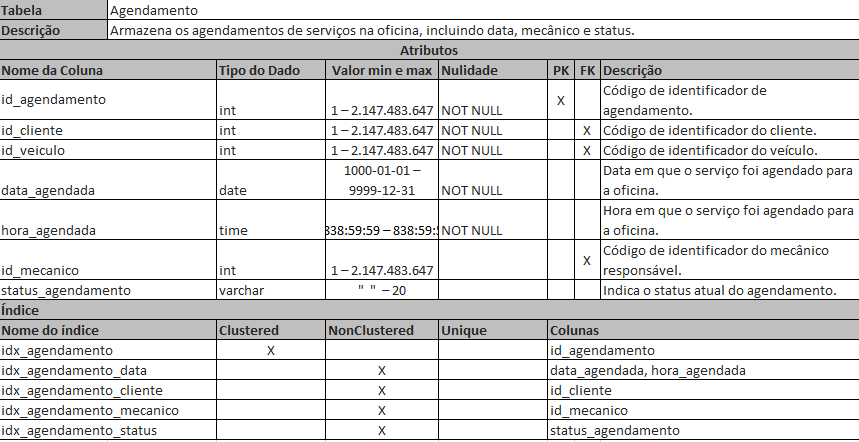 Tabela Agendamento
Descrição Armazena os agendamentos de serviços na oficina, incluindo data, mecânico e status.
Atributos
Nome da Coluna Tipo do Dado Valor min e max Nulidade PK FK Descrição
id_agendamento int 1 – 2.147.483.647 NOT NULL X Código de identificador de
agendamento.
id_cliente int 1 – 2.147.483.647 NOT NULL X Código de identificador do cliente.
id_veiculo int 1 – 2.147.483.647 NOT NULL X Código de identificador do veículo.
data_agendada date 1000-01-01 –
9999-12-31 NOT NULL Data em que o serviço foi agendado para
a oficina.
hora_agendada time 838:59:59 – 838:59:5 NOT NULL Hora em que o serviço foi agendado para
a oficina.
id_mecanico int 1 – 2.147.483.647 X Código de identificador do mecânico
responsável.
status_agendamento varchar " " – 20 Indica o status atual do agendamento.
Índice
Nome do índice Clustered NonClustered Unique Colunas
idx_agendamento X id_agendamento
idx_agendamento_data X data_agendada, hora_agendada
idx_agendamento_cliente X id_cliente
idx_agendamento_mecanico X id_mecanico
idx_agendamento_status X status_agendamento